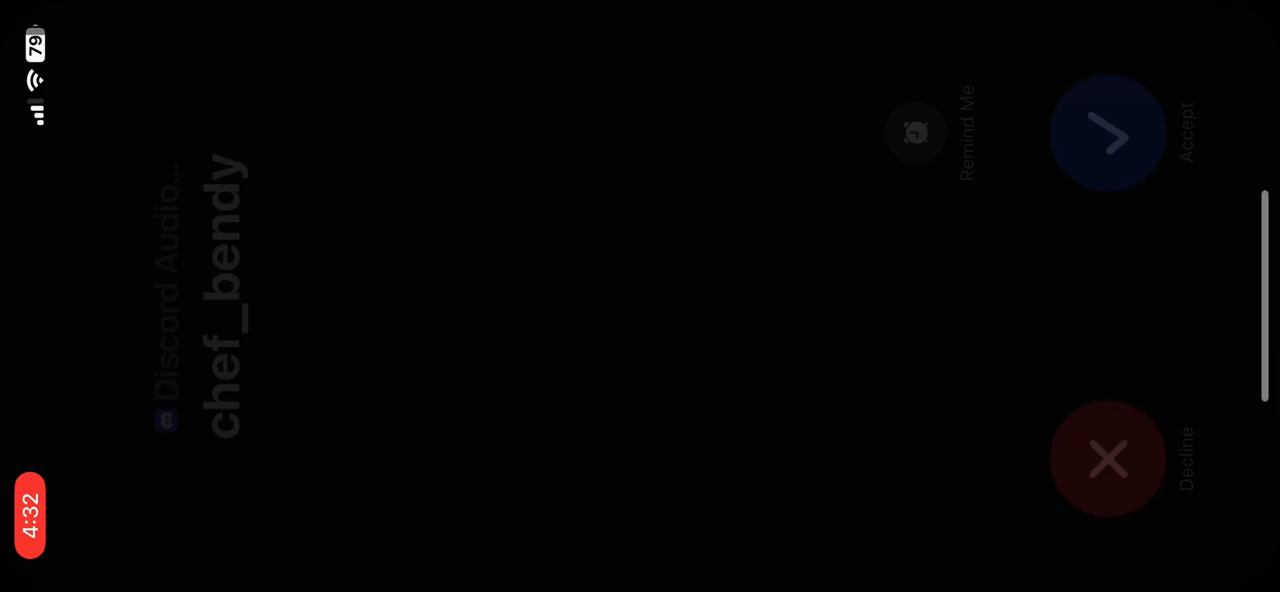 4:32
79
Discord Audio...
chef_bendy
Remind Me
Decline
Accept